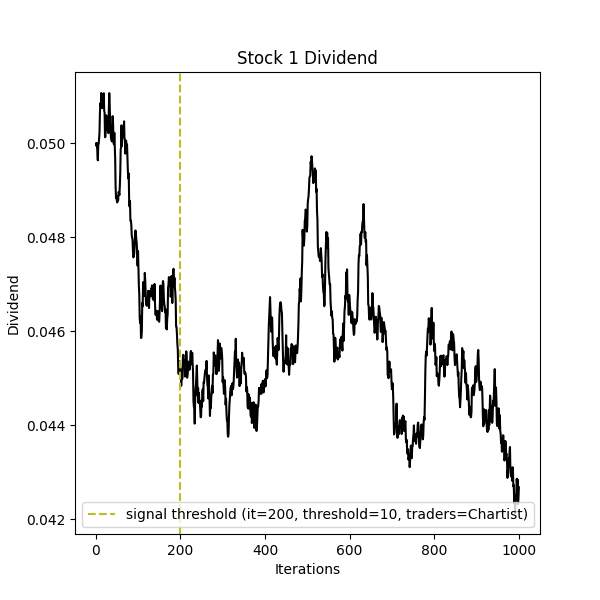 Stock 1 Dividend
Dividend
0.050
0.048
0.046
0.044
0.042
signal threshold (it=200, threshold=10, traders=Chartist)
0
200
400
600
800
1000
Iterations